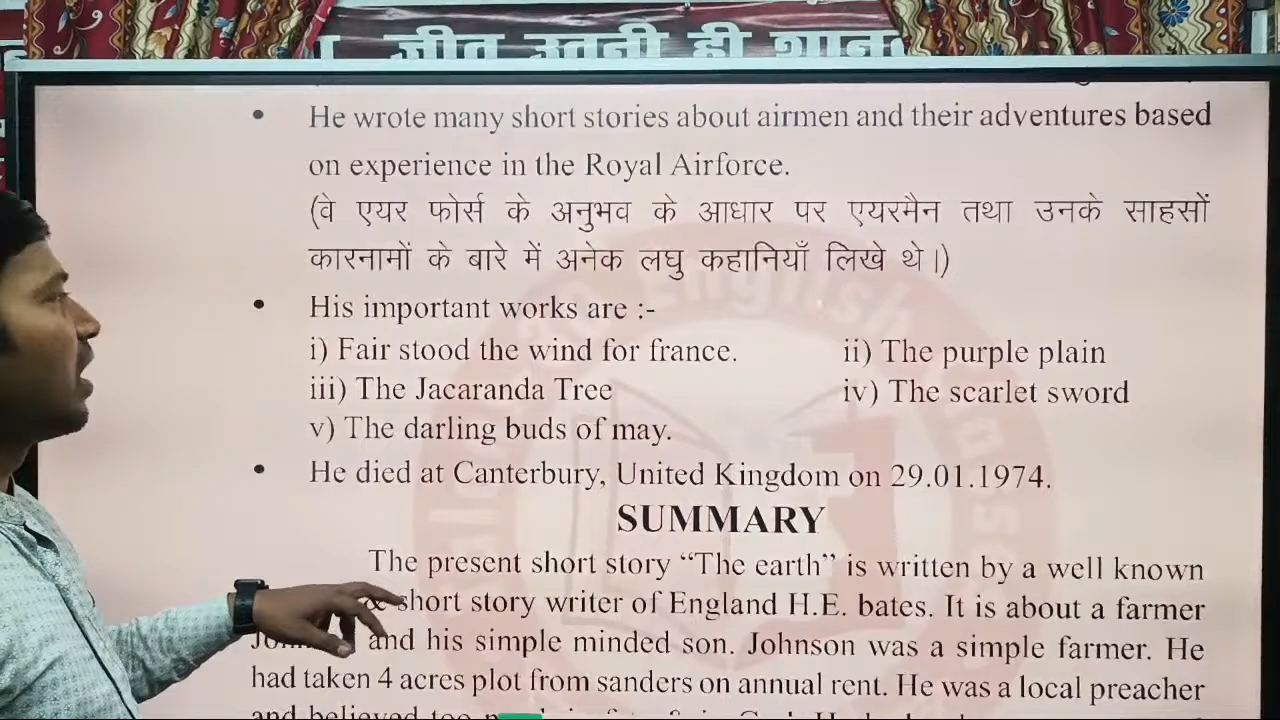 जीत उतनी ही शान
He wrote many short stories about airmen and their adventures based
on experience in the Royal Airforce.
(वे एयर फोर्स के अनुभव के आधार पर एयरमैन तथा उनके साहसों
कारनामों के बारे में अनेक लघु कहानियाँ लिखे थे।)
His important works are :-
i) Fair stood the wind for france. ii) The purple plain
iii) The Jacaranda Tree iv) The scarlet sword
v) The darling buds of may.
He died at Canterbury, United Kingdom on 29.01.1974.
SUMMARY
The present short story “The earth” is written by a well known
& short story writer of England H.E. bates. It is about a farmer
and his simple minded son. Johnson was a simple farmer. He
had taken 4 acres plot from sanders on annual rent. He was a local preacher
and believed too